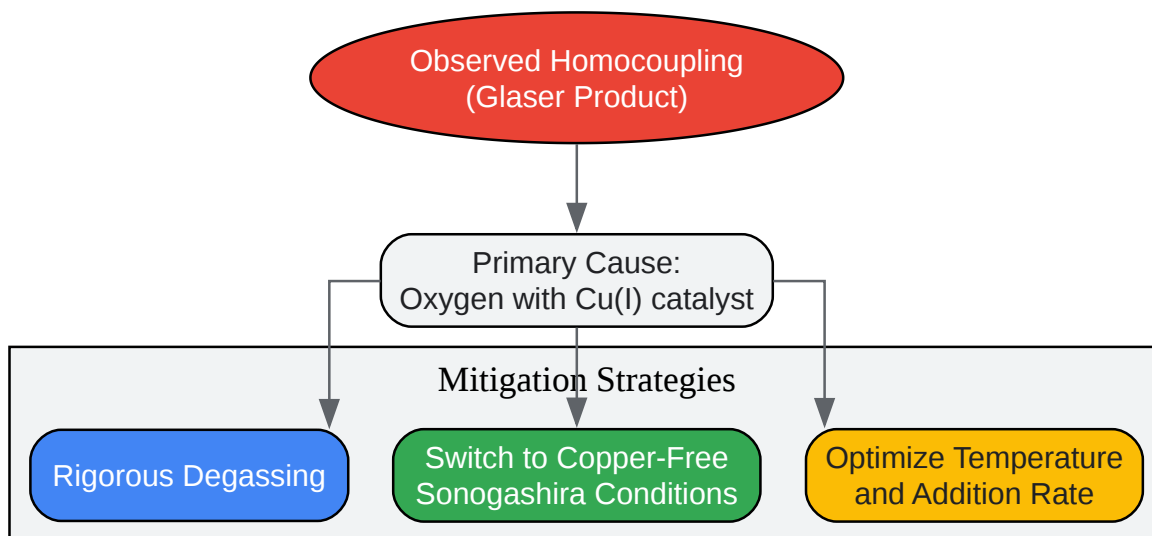 Observed Homocoupling
(Glaser Product)
Primary Cause:
Oxygen with Cu(I) catalyst
Mitigation Strategies
Rigorous Degassing
Switch to Copper-Free
Sonogashira Conditions
Optimize Temperature
and Addition Rate